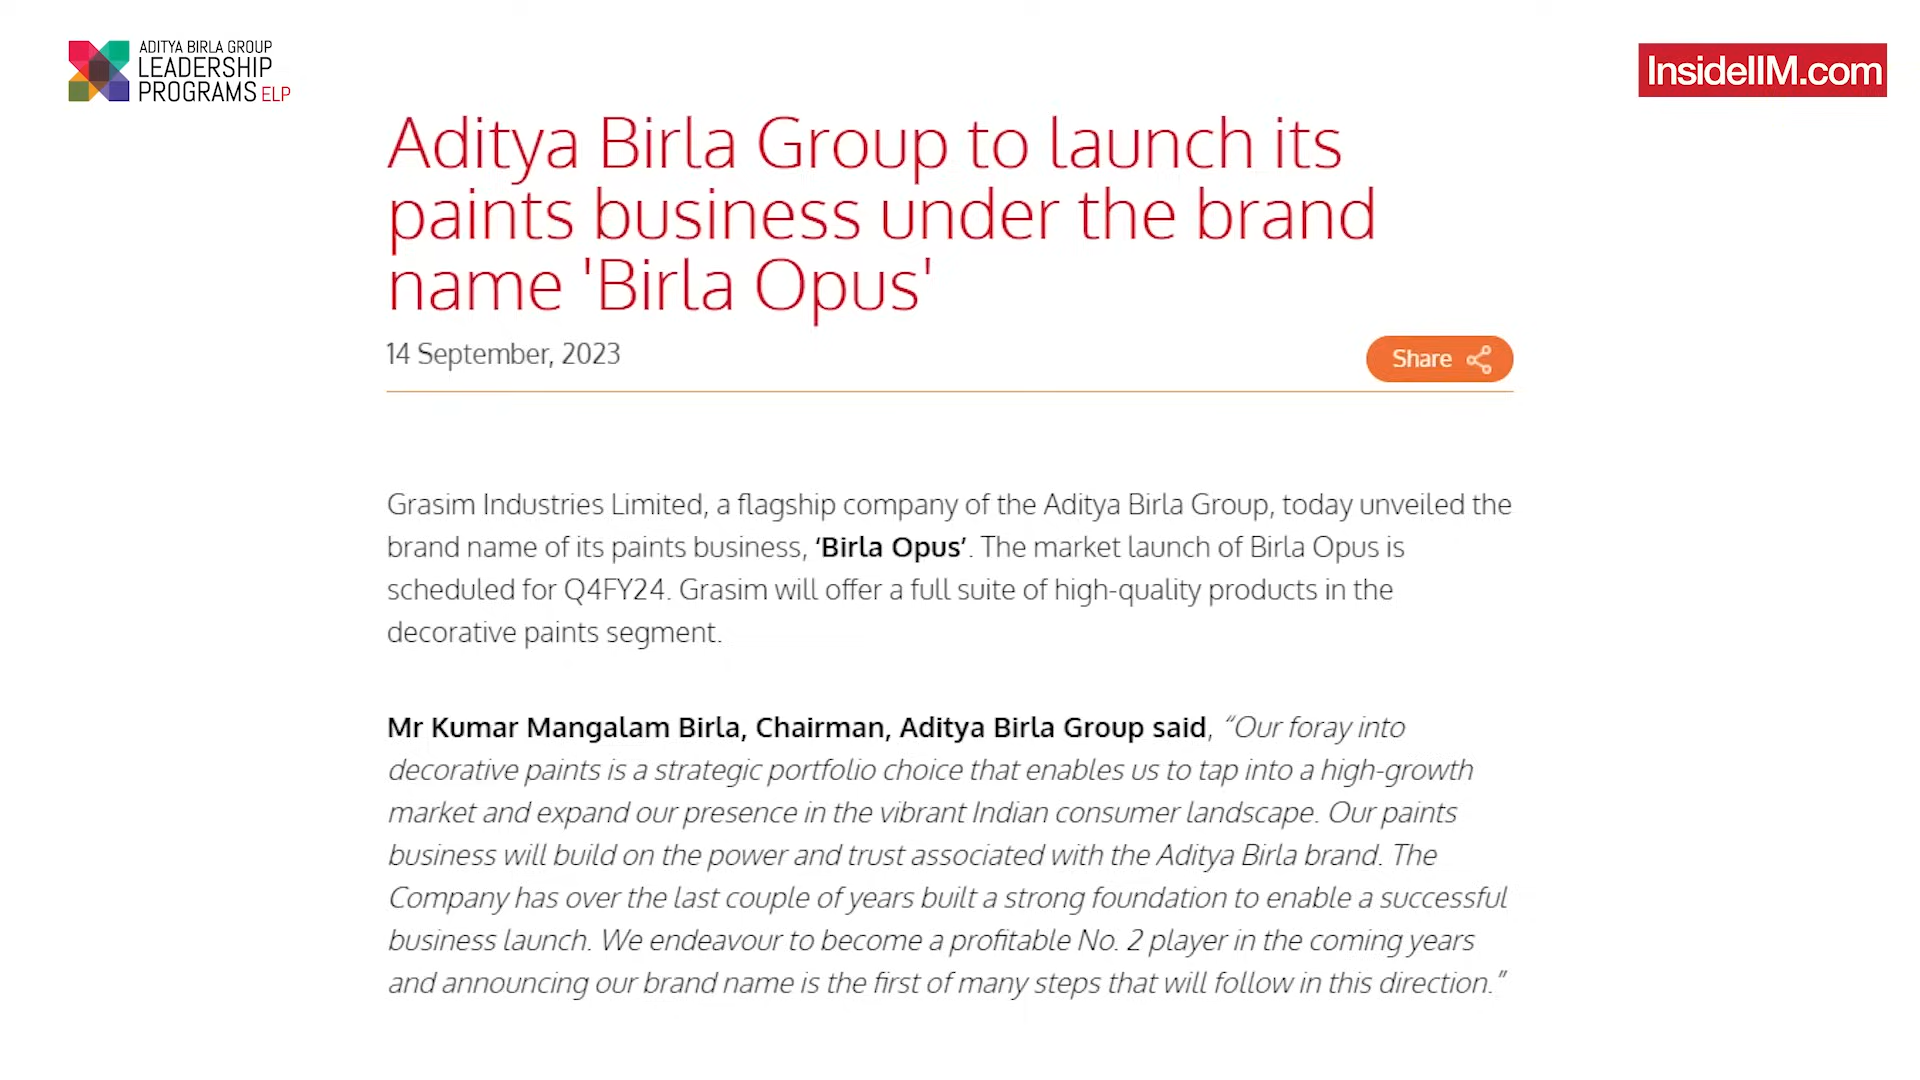 ADITYA BIRLA GROUP
LEADERSHIP
PROGRAMS ELP
InsideIIM.com
Aditya Birla Group to launch its
paints business under the brand
name 'Birla Opus'
14 September, 2023
Share
Grasim Industries Limited, a flagship company of the Aditya Birla Group, today unveiled the
brand name of its paints business, ‘Birla Opus’. The market launch of Birla Opus is
scheduled for Q4FY24. Grasim will offer a full suite of high-quality products in the
decorative paints segment.
Mr Kumar Mangalam Birla, Chairman, Aditya Birla Group said, “Our foray into
decorative paints is a strategic portfolio choice that enables us to tap into a high-growth
market and expand our presence in the vibrant Indian consumer landscape. Our paints
business will build on the power and trust associated with the Aditya Birla brand. The
Company has over the last couple of years built a strong foundation to enable a successful
business launch. We endeavour to become a profitable No. 2 player in the coming years
and announcing our brand name is the first of many steps that will follow in this direction.”